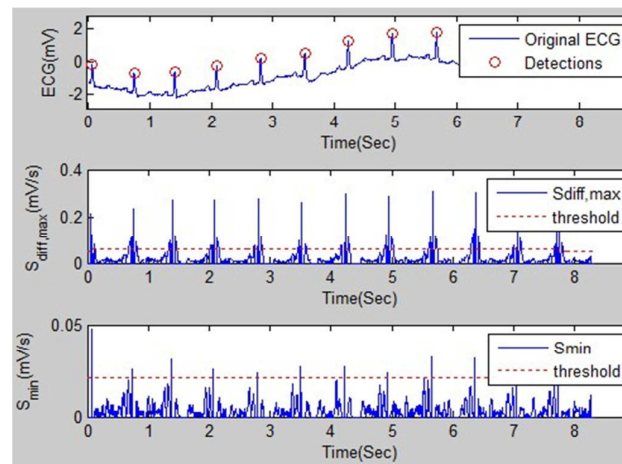 2
0
-2
ECG(mV)
Original ECG
Detections
0 1 2 3 4 5 6 7 8
Time(Sec)
0.4
0.2
0
Sdiff,max(mV/s)
Sdiff,max
threshold
0 1 2 3 4 5 6 7 8
Time(Sec)
0.05
0
Smin(mV/s)
Smin
threshold
0 1 2 3 4 5 6 7 8
Time(Sec)